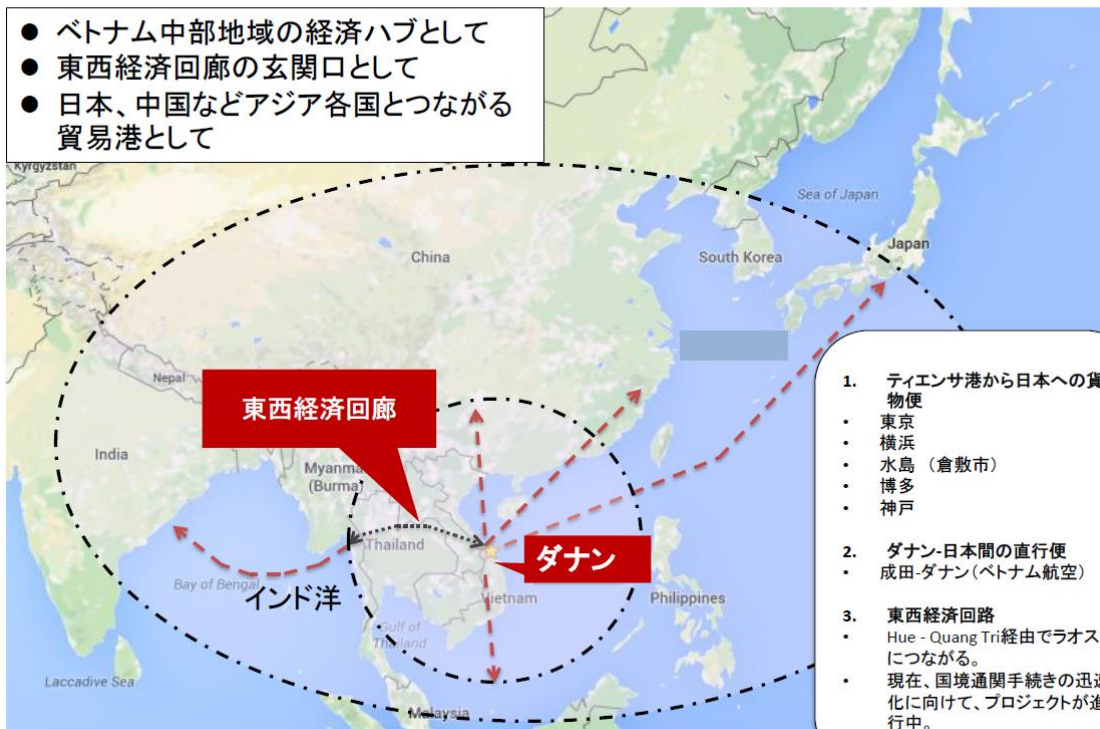 ● ベトナム中部地域の経済ハブとして
● 東西経済回廊の玄関口として
● 日本、中国などアジア各国とつながる
貿易港として
Kyrgyzstan
Sea of Japan
Japan
China
South Korea
Nepal
東西経済回廊
India
Myanma
(Burma)
Thailand
ダナン
Bay of Bengal
インド洋
Vietnam
Philippines
Gulf of
Thailand
Laccadive Sea
Malaysia
1. ティエンサ港から日本への貨
物便
• 東京
• 横浜
• 水島 （倉敷市）
• 博多
• 神戸
2. ダナン-日本間の直行便
• 成田-ダナン（ベトナム航空）
3. 東西経済回路
• Hue - Quang Tri経由でラオス
につながる。
• 現在、国境通関手続きの迅速
化に向けて、プロジェクトが進
行中。